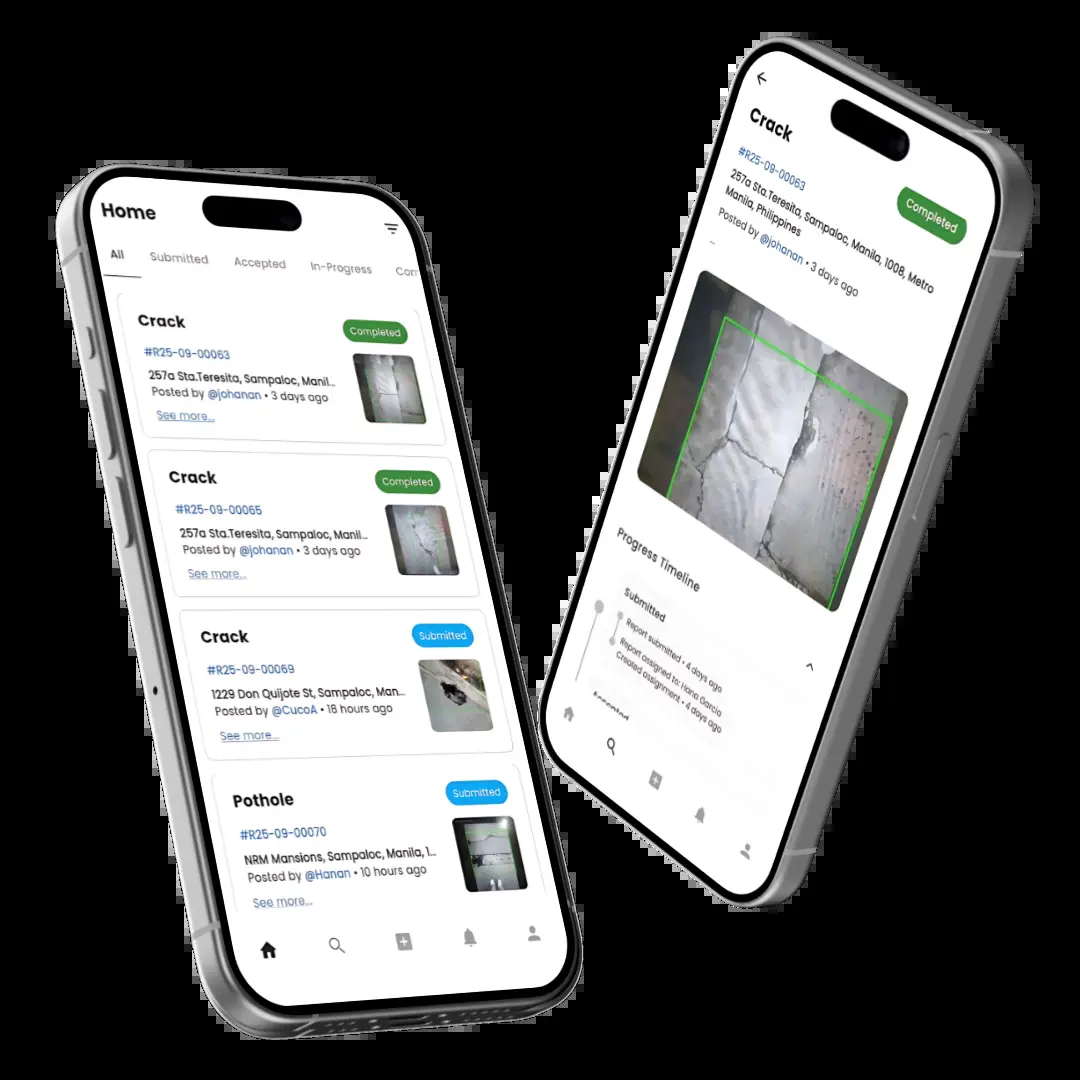 Home
All
Submitted
Accepted
In-Progress
Crack
Completed
#R25-09-00063
257a Sta.Teresita, Sampaloc, Manil...
Posted by @johanan • 3 days ago
See more...
Crack
Completed
#R25-09-00065
257a Sta.Teresita, Sampaloc, Manil...
Posted by @johanan • 3 days ago
See more...
Crack
Submitted
#R25-09-00069
1229 Don Quijote St, Sampaloc, Man...
Posted by @CucoA • 18 hours ago
See more...
Pothole
Submitted
#R25-09-00070
NRM Mansions, Sampaloc, Manila, 1...
Posted by @Hanan • 10 hours ago
See more...
Crack
#R25-09-00063
Completed
257a Sta.Teresita, Sampaloc, Manila, 1008, Metro
Manila, Philippines
Posted by @johanan • 3 days ago
...
Progress Timeline
Submitted
Report submitted • 4 days ago
Report assigned to: Hana Garcia
Created assignment • 4 days ago
Accepted